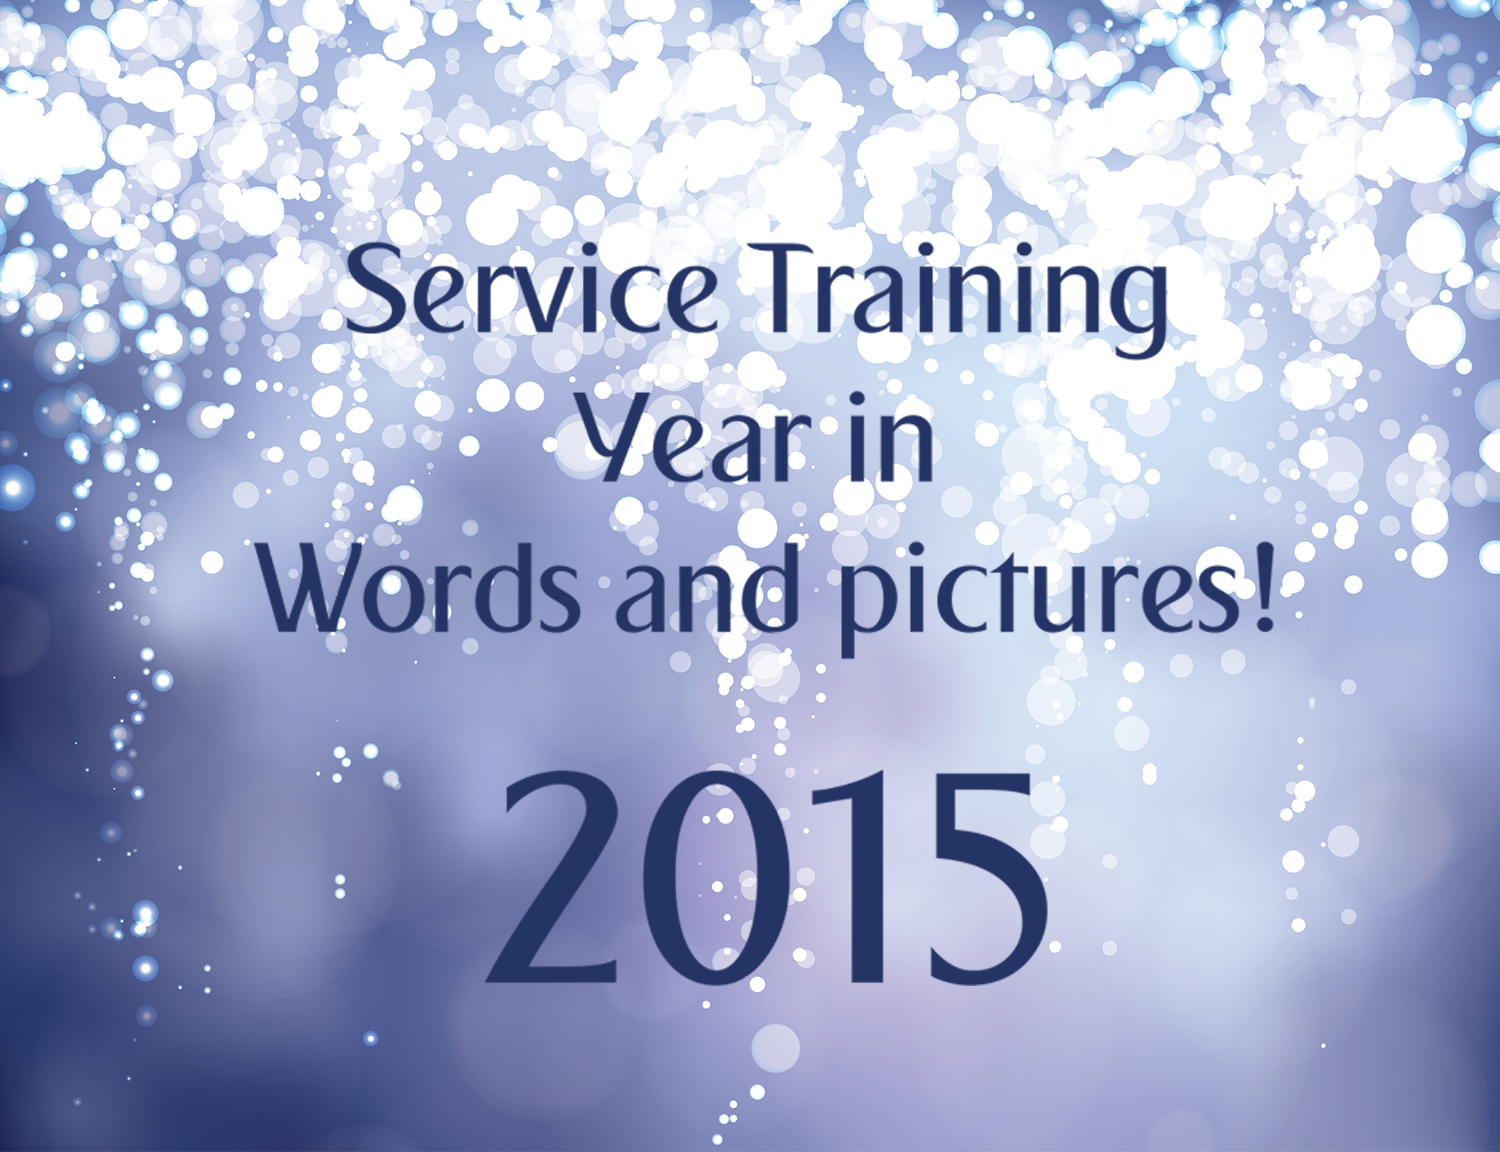 Service Training
Year in
Words and pictures!
2015